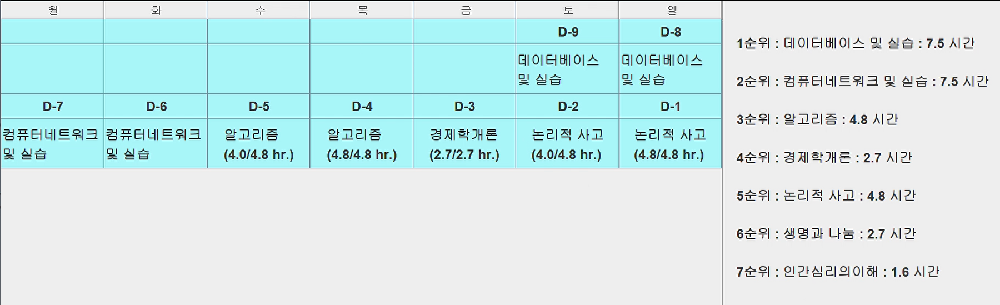 월 화 수 목 금 토 일
D-9 D-8
데이터베이스 데이터베이스
및 실습 및 실습
D-7 D-6 D-5 D-4 D-3 D-2 D-1
컴퓨터네트워크 컴퓨터네트워크 알고리즘 알고리즘 경제학개론 논리적 사고 논리적 사고
및 실습 및 실습 (4.0/4.8 hr.) (4.8/4.8 hr.) (2.7/2.7 hr.) (4.0/4.8 hr.) (4.8/4.8 hr.)
1순위 : 데이터베이스 및 실습 : 7.5 시간
2순위 : 컴퓨터네트워크 및 실습 : 7.5 시간
3순위 : 알고리즘 : 4.8 시간
4순위 : 경제학개론 : 2.7 시간
5순위 : 논리적 사고 : 4.8 시간
6순위 : 생명과 나눔 : 2.7 시간
7순위 : 인간심리의이해 : 1.6 시간